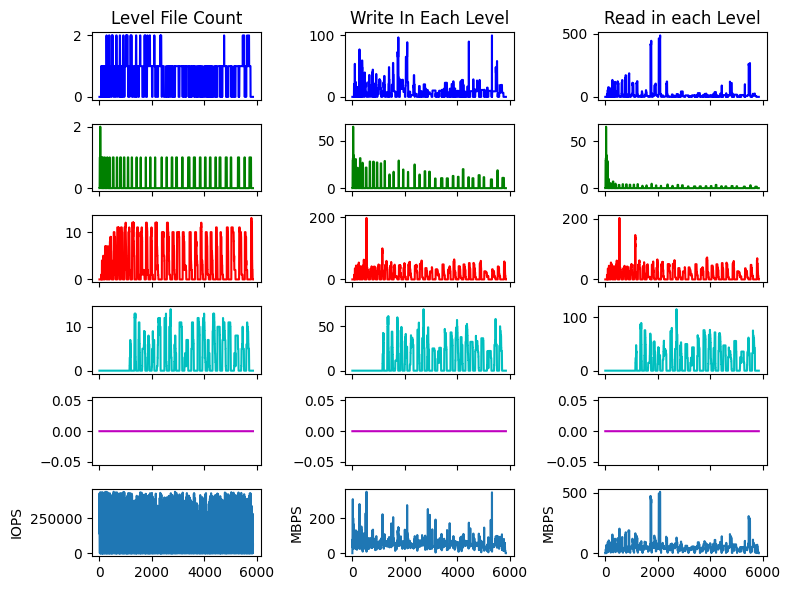 Level File Count Write In Each Level Read in each Level
2 100 500
0 0 0
2 50 50
0 0 0
10 200 200
0 0 0
10 50 100
0 0 0
0.05 0.05 0.05
0.00 0.00 0.00
−0.05 −0.05 −0.05
IOPS 250000 MBPS 200 MBPS 500
0 0 0
0 2000 4000 6000 0 2000 4000 6000 0 2000 4000 6000